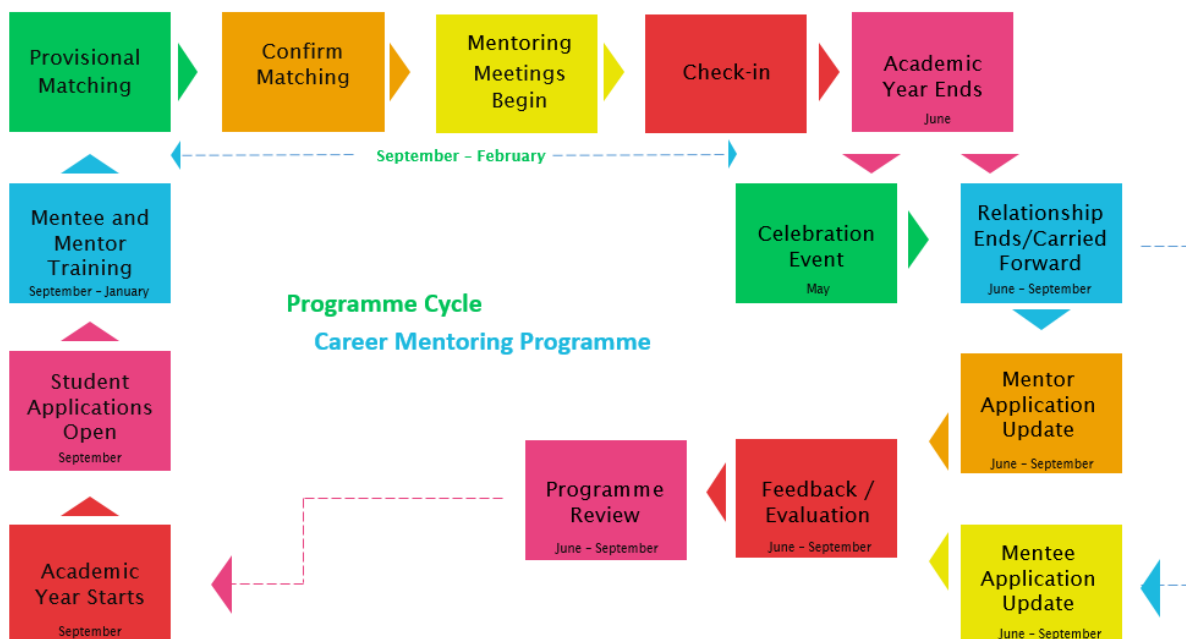 Provisional
Matching
Confirm
Matching
Mentoring
Meetings
Begin
Check-in
Academic
Year Ends
June
September – February
Mentee and
Mentor
Training
September – January
Celebration
Event
May
Relationship
Ends/Carried
Forward
June – September
Programme Cycle
Career Mentoring Programme
Student
Applications
Open
September
Mentor
Application
Update
June – September
Programme
Review
June – September
Feedback /
Evaluation
June – September
Academic
Year Starts
September
Mentee
Application
Update
June – September